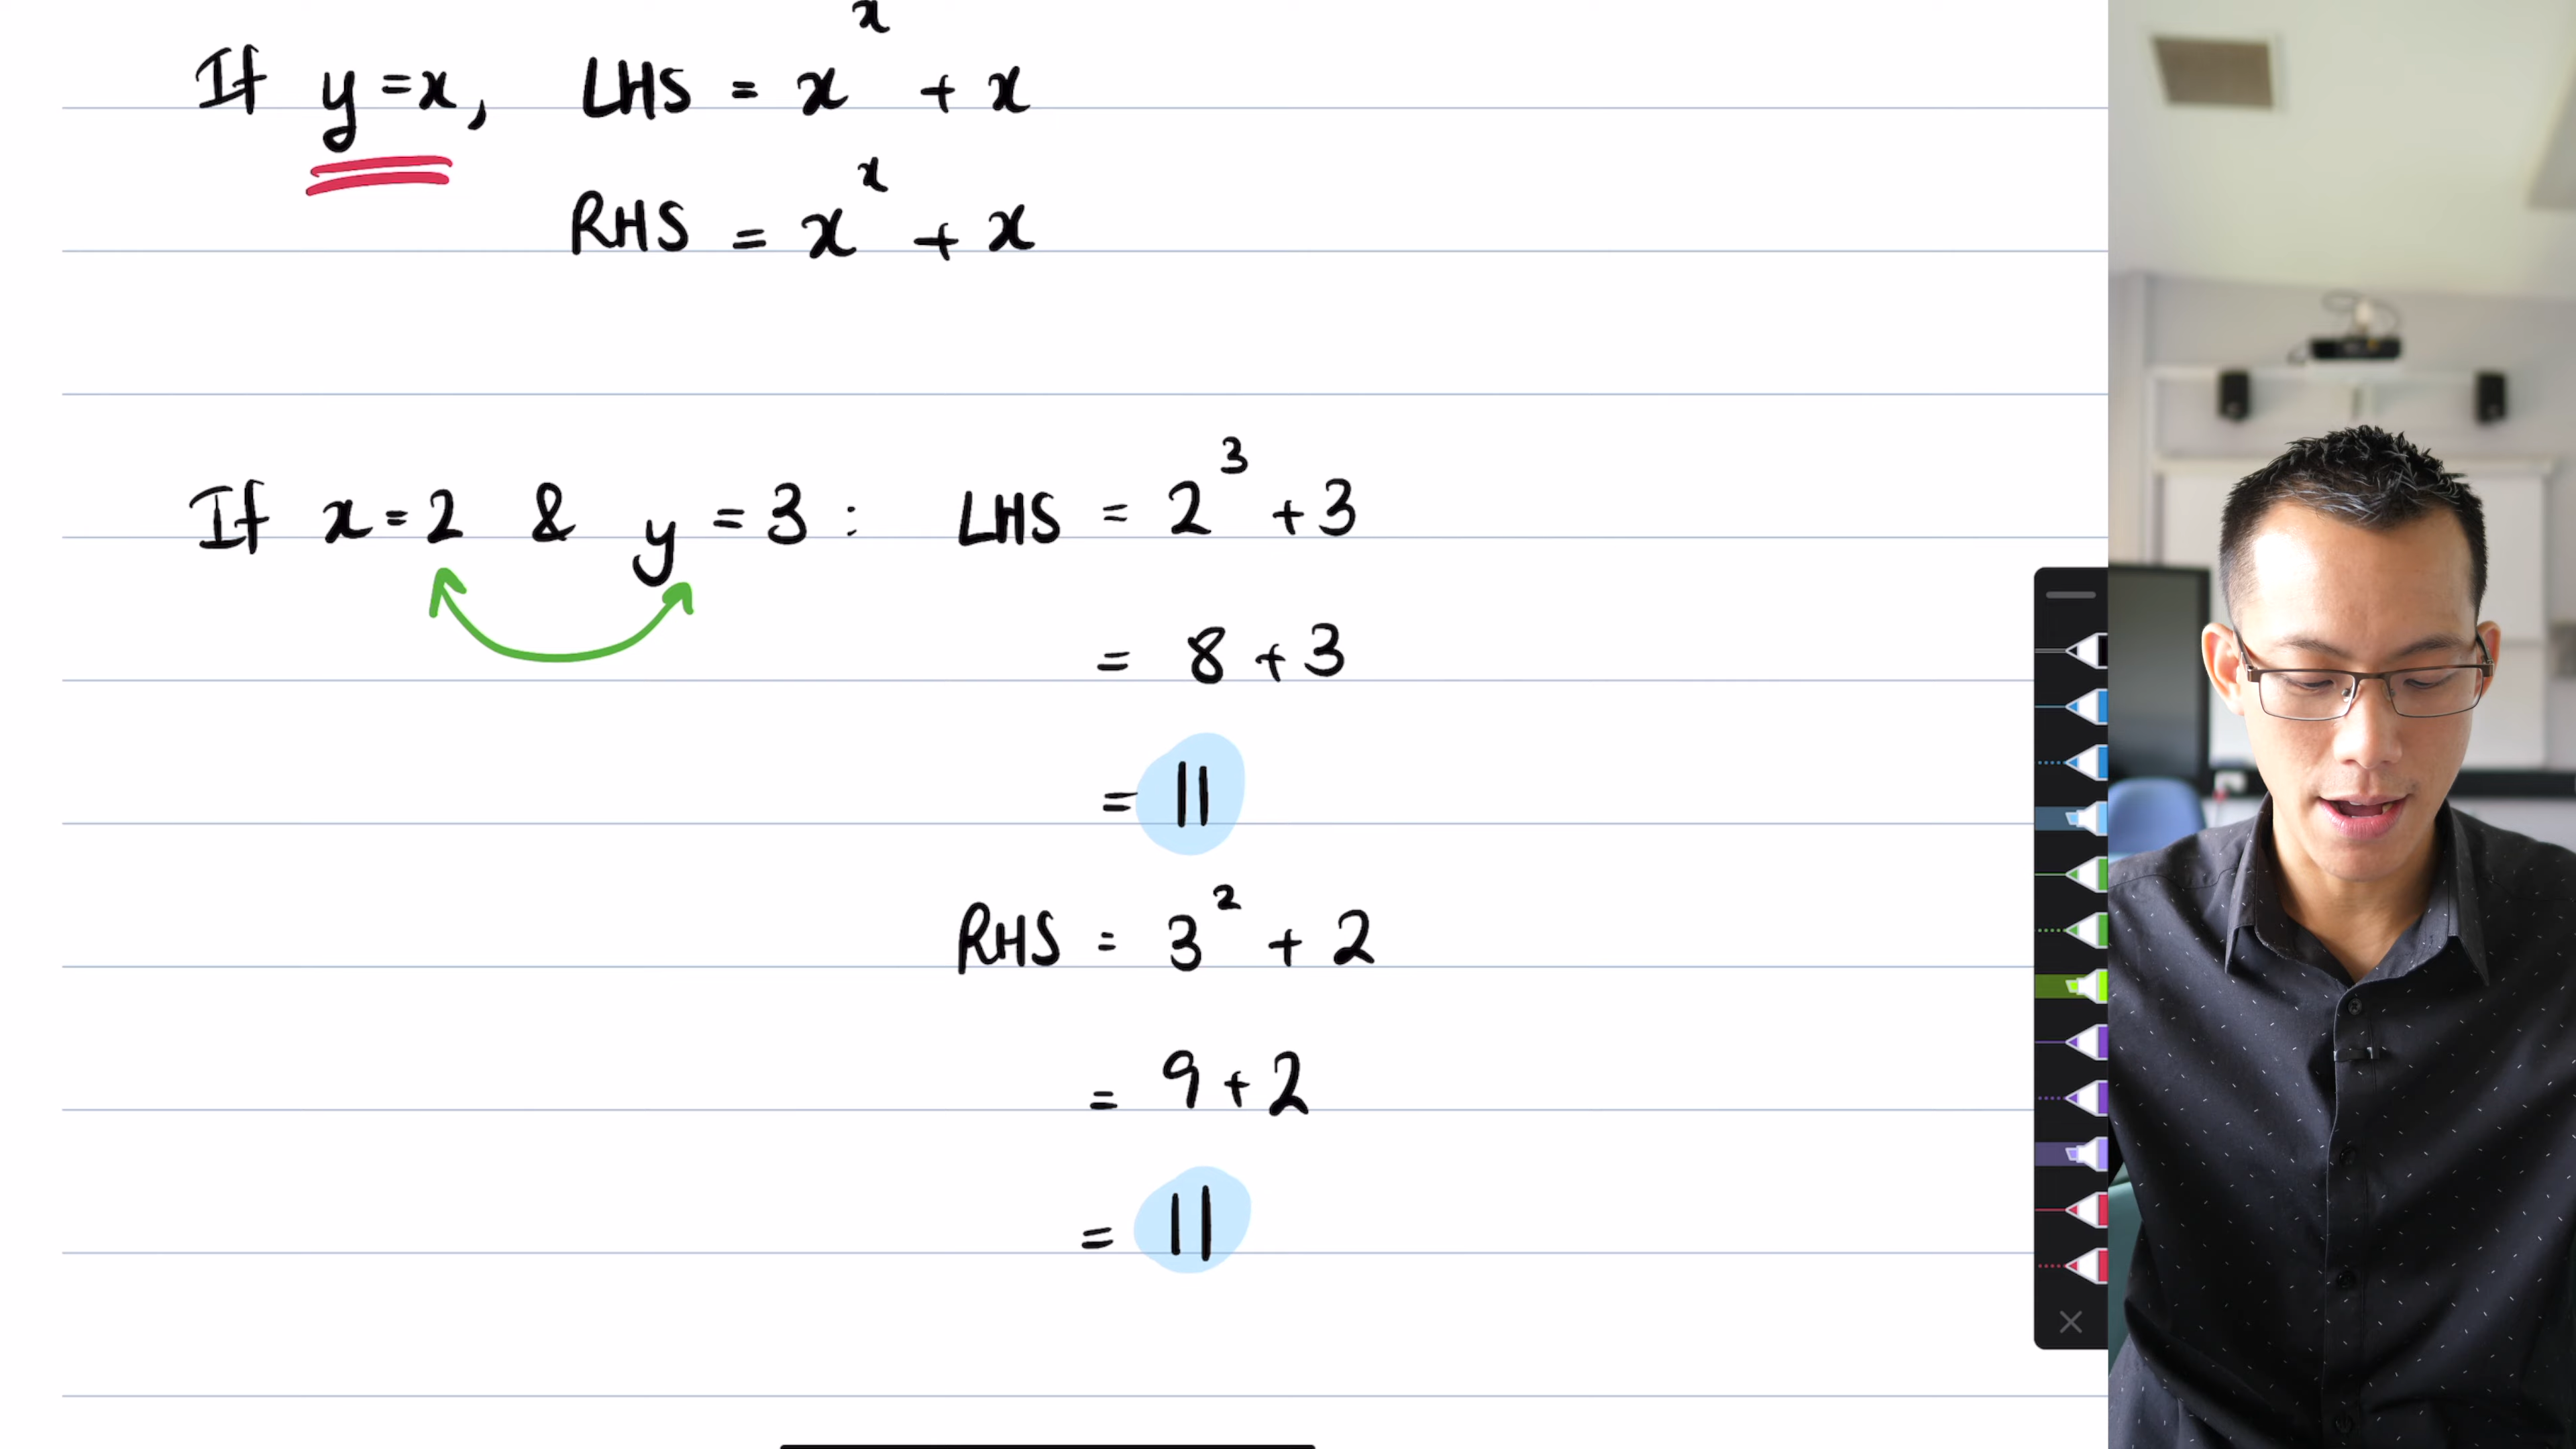 If y = x, LHS = x^x + x
RHS = x^x + x
If x = 2 & y = 3 : LHS = 2^3 + 3
= 8 + 3
= 11
RHS = 3^2 + 2
= 9 + 2
= 11